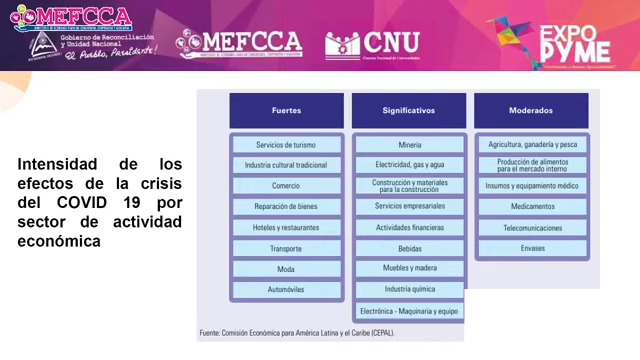 MEFCCA
Gobierno de Reconciliación
y Unidad Nacional
El Pueblo, Presidente!
MEFCCA
CNU
Consejo Nacional de Universidades
EXPO
PYME
Intensidad de los
efectos de la crisis
del COVID 19 por
sector de actividad
económica
Fuertes
Servicios de turismo
Industria cultural tradicional
Comercio
Reparación de bienes
Hoteles y restaurantes
Transporte
Moda
Automóviles
Significativos
Minería
Electricidad, gas y agua
Construcción y materiales
para la construcción
Servicios empresariales
Actividades financieras
Bebidas
Muebles y madera
Industria química
Electrónica - Maquinaria y equipo
Moderados
Agricultura, ganadería y pesca
Producción de alimentos
para el mercado interno
Insumos y equipamiento médico
Medicamentos
Telecomunicaciones
Envases
Fuente: Comisión Económica para América Latina y el Caribe (CEPAL).